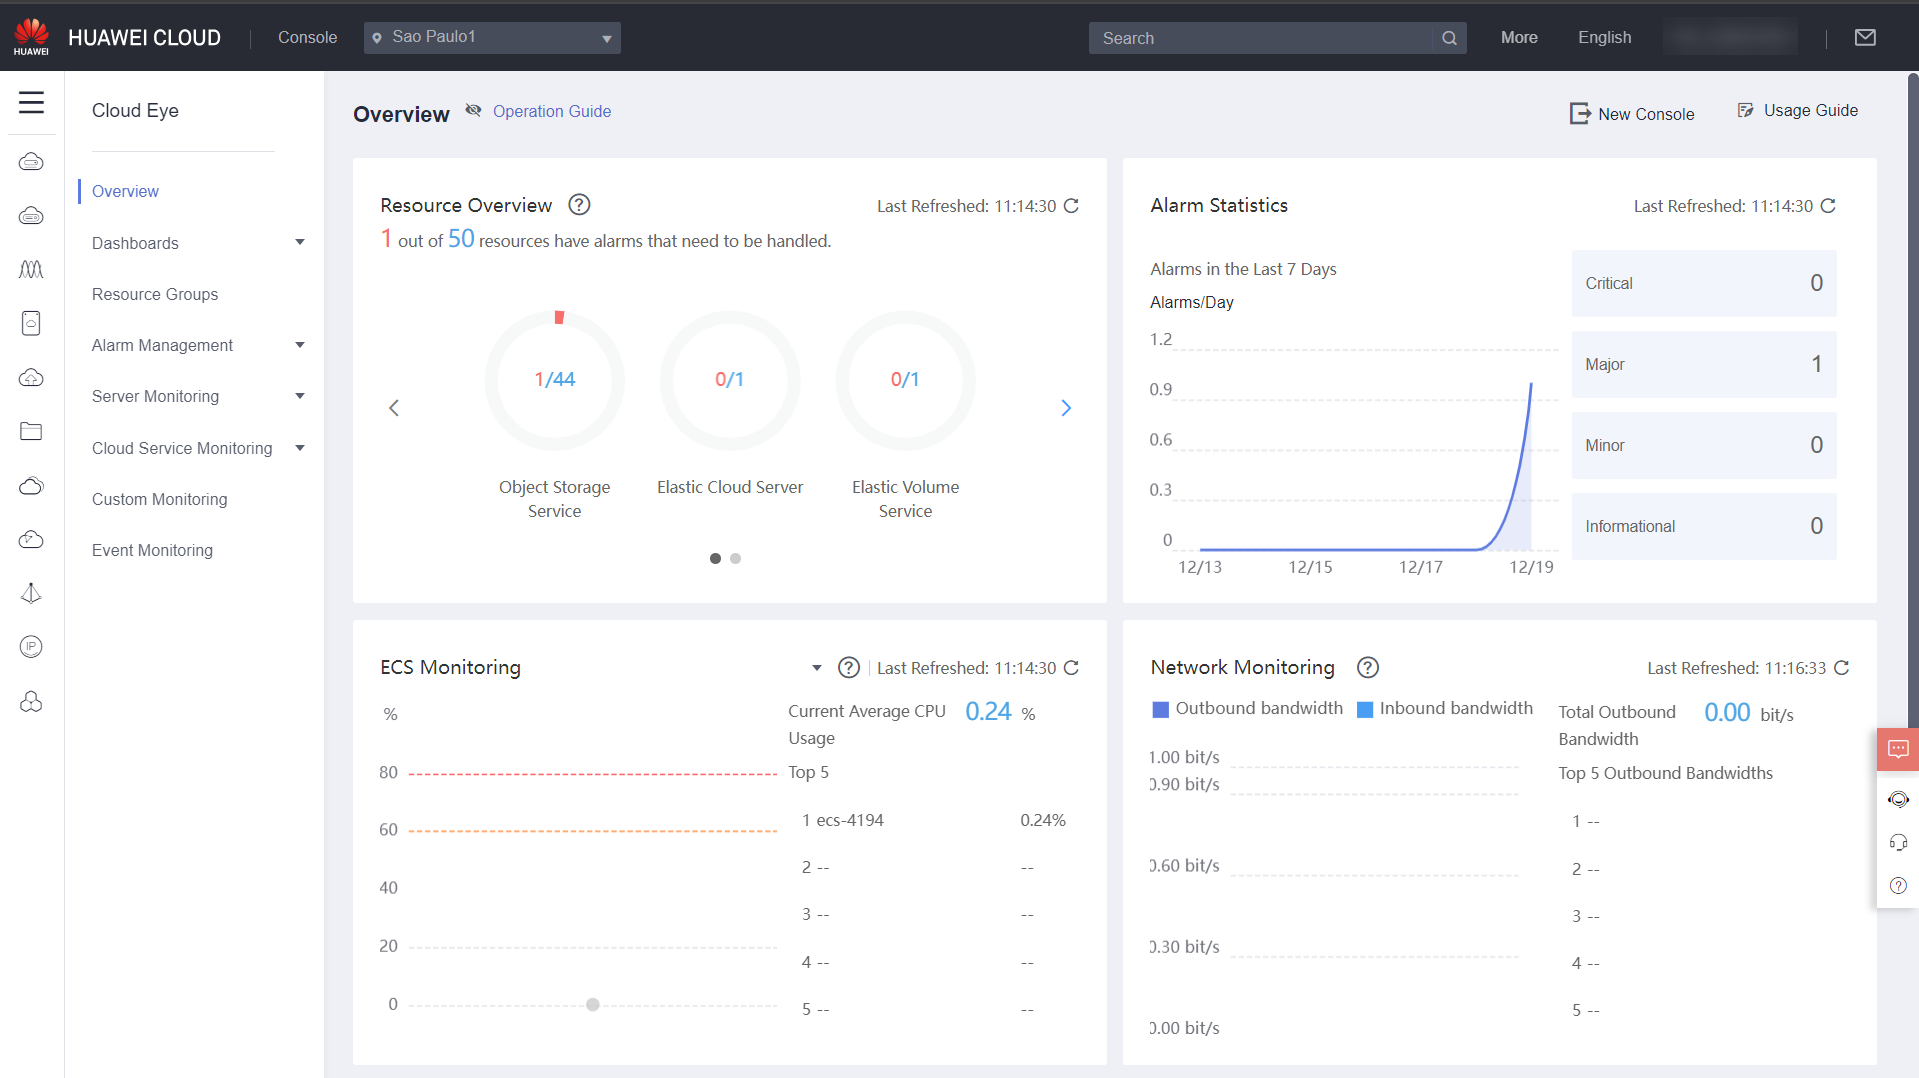 HUAWEI
HUAWEI CLOUD
Console
Sao Paulo1
Search
More
English
Cloud Eye
Overview
Dashboards
Resource Groups
Alarm Management
Server Monitoring
Cloud Service Monitoring
Custom Monitoring
Event Monitoring
IP
Overview
Operation Guide
New Console
Usage Guide
Resource Overview
Last Refreshed: 11:14:30
1 out of 50 resources have alarms that need to be handled.
1/44
0/1
0/1
Object Storage
Service
Elastic Cloud Server
Elastic Volume
Service
Alarm Statistics
Last Refreshed: 11:14:30
Alarms in the Last 7 Days
Alarms/Day
1.2
0.9
0.6
0.3
0
12/13
12/15
12/17
12/19
Critical 0
Major 1
Minor 0
Informational 0
ECS Monitoring
Last Refreshed: 11:14:30
%
80
60
40
20
0
Current Average CPU
Usage
0.24 %
Top 5
1 ecs-4194 0.24%
2 -- --
3 -- --
4 -- --
5 -- --
Network Monitoring
Last Refreshed: 11:16:33
Outbound bandwidth
Inbound bandwidth
1.00 bit/s
0.90 bit/s
0.60 bit/s
0.30 bit/s
0.00 bit/s
Total Outbound
Bandwidth
0.00 bit/s
Top 5 Outbound Bandwidths
1 --
2 --
3 --
4 --
5 --